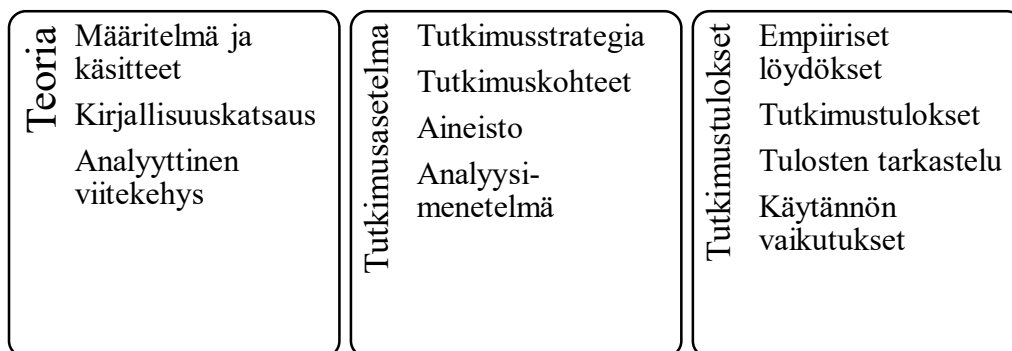 Teoria
Määritelmä ja
käsitteet
Kirjallisuuskatsaus
Analyyttinen
viitekehys
Tutkimusasetelma
Tutkimusstrategia
Tutkimuskohteet
Aineisto
Analyysi-
menetelmä
Tutkimustulokset
Empiiriset
löydökset
Tutkimustulokset
Tulosten tarkastelu
Käytännön
vaikutukset